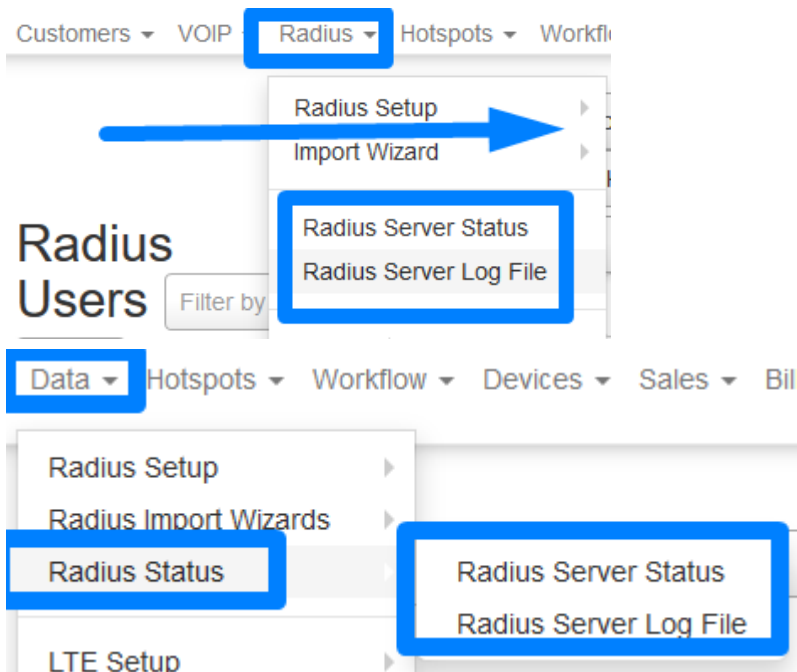 Customers VOIP Radius Hotspots Workfl
Radius Setup
Import Wizard
Radius Server Status
Radius Server Log File
Radius
Users Filter by
Data Hotspots Workflow Devices Sales Bil
Radius Setup
Radius Import Wizards
Radius Status
Radius Server Status
Radius Server Log File
LTE Setup